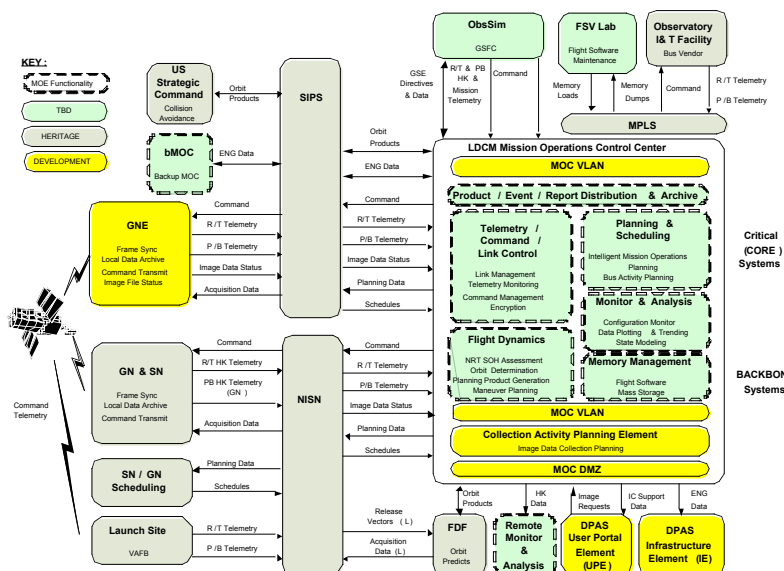 KEY :
MOE Functionality
TBD
HERITAGE
DEVELOPMENT
US
Strategic
Command
Collision
Avoidance
Orbit
Products
bMOC
Backup MOC
ENG Data
SIPS
GNE
Frame Sync
Local Data Archive
Command Transmit
Image File Status
Command
R /T Telemetry
P /B Telemetry
Image Data Status
Acquisition Data
Command
Telemetry
GN & SN
Frame Sync
Local Data Archive
Command Transmit
Command
R/T HK Telemetry
PB HK Telemetry
(GN )
Acquisition Data
SN / GN
Scheduling
Planning Data
Schedules
Launch Site
VAFB
R /T Telemetry
P /B Telemetry
NISN
Orbit
Products
ENG Data
Command
R/T Telemetry
P/B Telemetry
Image Data Status
Planning Data
Schedules
Command
R /T Telemetry
P/B Telemetry
Image Data Status
Planning Data
Schedules
Release
Vectors ( L )
Acquisition
Data (L )
ObsSim
GSFC
GSE
Directives
& Data
R/T & PB
HK &
Mission
Telemetry
Command
FSV Lab
Flight Software
Maintenance
Observatory
I& T Facility
Bus Vendor
Memory
Loads
Memory
Dumps
Command
R /T Telemetry
P /B Telemetry
MPLS
LDCM Mission Operations Control Center
MOC VLAN
Product / Event / Report Distribution & Archive
Telemetry /
Command /
Link Control
Link Management
Telemetry Monitoring
Command Management
Encryption
Planning &
Scheduling
Intelligent Mission Operations
Planning
Bus Activity Planning
Monitor & Analysis
Configuration Monitor
Data Plotting & Trending
State Modeling
Flight Dynamics
NRT SOH Assessment
Orbit Determination
Planning Product Generation
Maneuver Planning
Memory Management
Flight Software
Mass Storage
MOC VLAN
Collection Activity Planning Element
Image Data Collection Planning
MOC DMZ
Critical
(CORE )
Systems
BACKBON
Systems
Orbit
Products
HK
Data
Image
Requests
IC Support
Data
ENG
Data
FDF
Orbit
Predicts
Remote
Monitor
&
Analysis
DPAS
User Portal
Element
(UPE)
DPAS
Infrastructure
Element (IE)